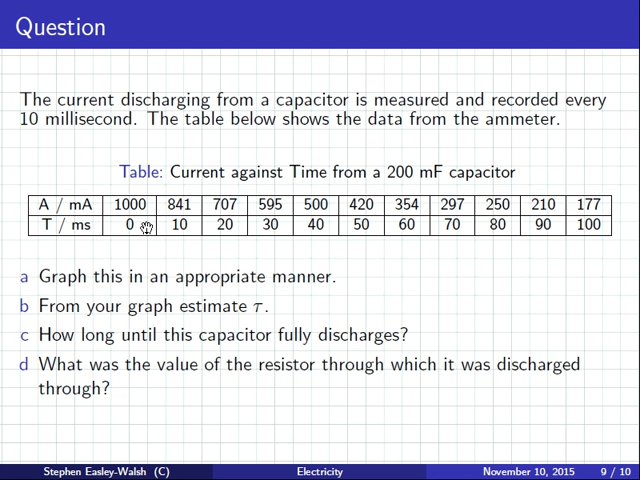 Question
The current discharging from a capacitor is measured and recorded every
10 millisecond. The table below shows the data from the ammeter.
Table: Current against Time from a 200 mF capacitor
A / mA 1000 841 707 595 500 420 354 297 250 210 177
T / ms 0 10 20 30 40 50 60 70 80 90 100
a Graph this in an appropriate manner.
b From your graph estimate τ.
c How long until this capacitor fully discharges?
d What was the value of the resistor through which it was discharged
through?
Stephen Easley-Walsh (C) Electricity November 10, 2015 9 / 10